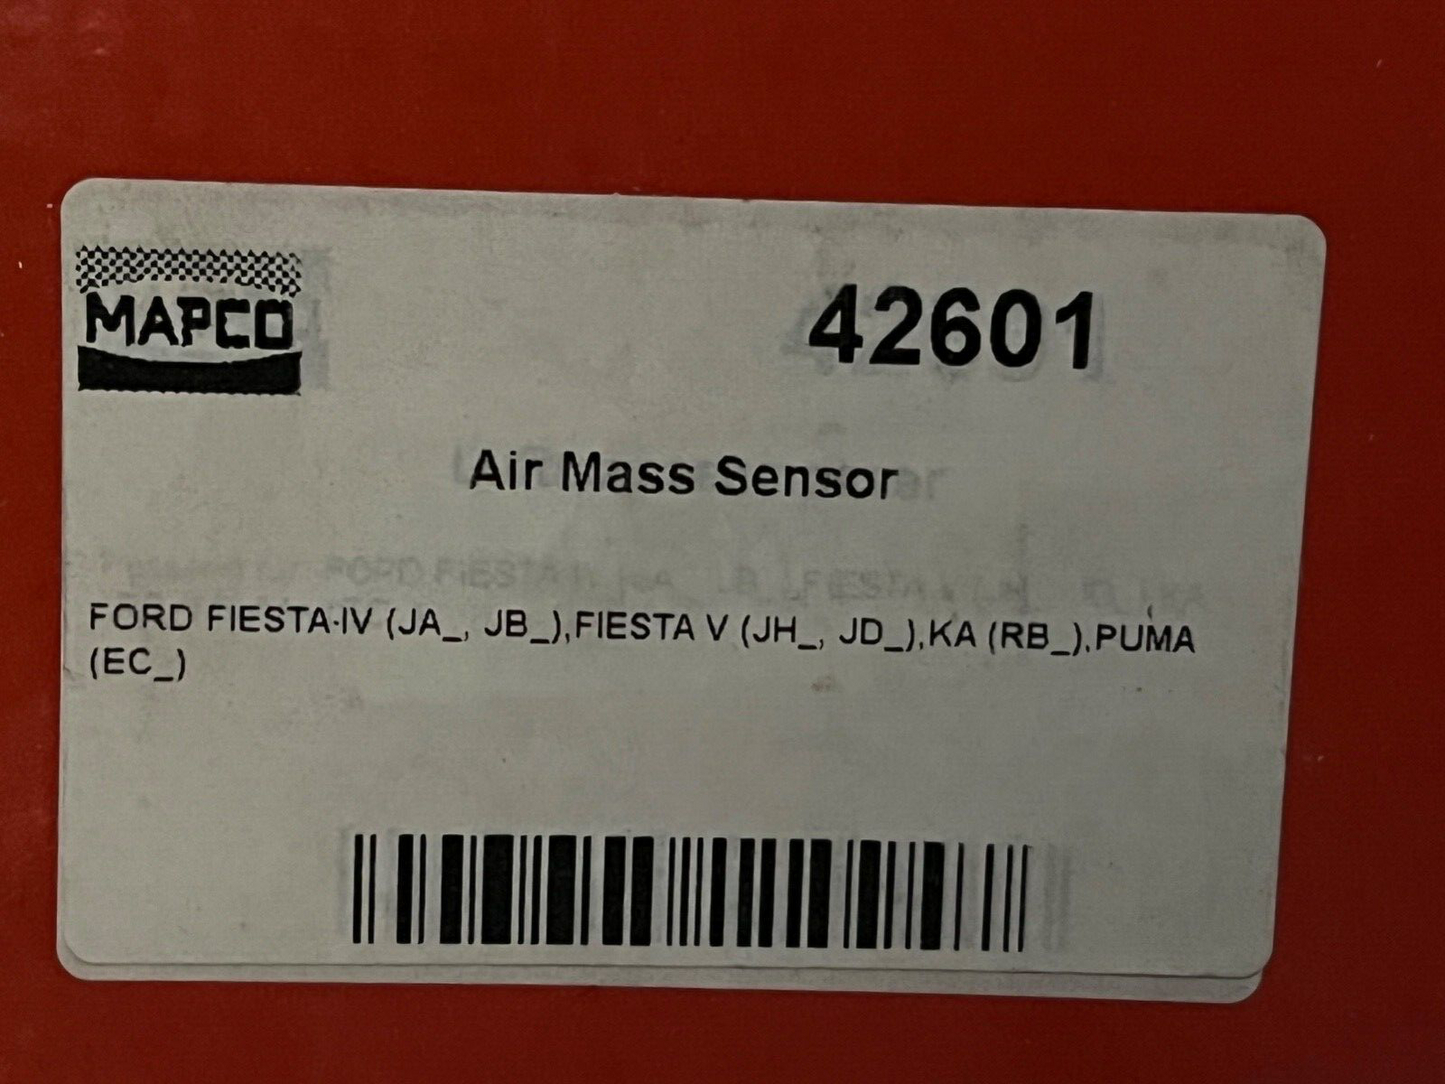 MAPCO
42601
Air Mass Sensor
FORD FIESTA-IV (JA_, JB_),FIESTA V (JH_, JD_),KA (RB_),PUMA
(EC_)